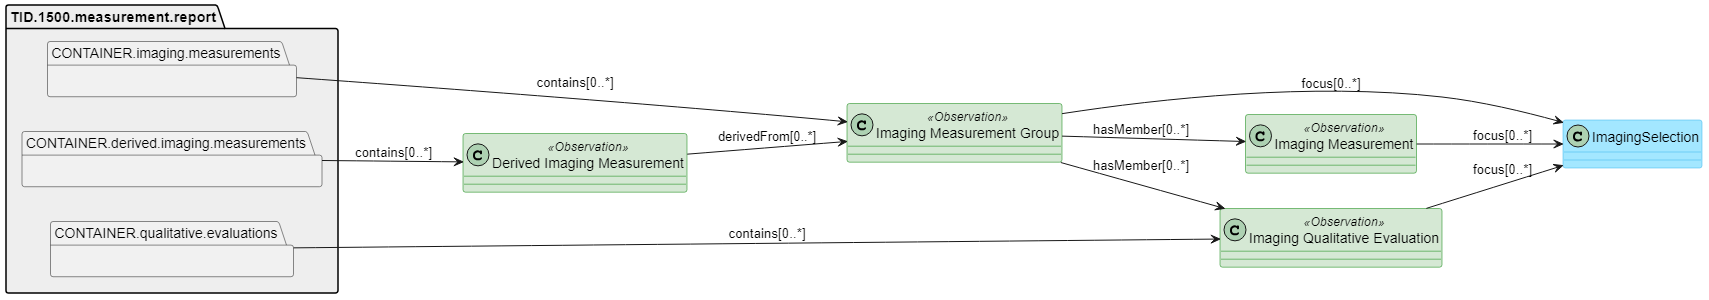 TID.1500.measurement.report
CONTAINER.imaging.measurements
contains[0..*]
CONTAINER.derived.imaging.measurements
contains[0..*]
C
«Observation»
Derived Imaging Measurement
derivedFrom[0..*]
C
«Observation»
Imaging Measurement Group
focus[0..*]
hasMember[0..*]
hasMember[0..*]
C
«Observation»
Imaging Measurement
focus[0..*]
C
ImagingSelection
focus[0..*]
CONTAINER.qualitative.evaluations
contains[0..*]
C
«Observation»
Imaging Qualitative Evaluation